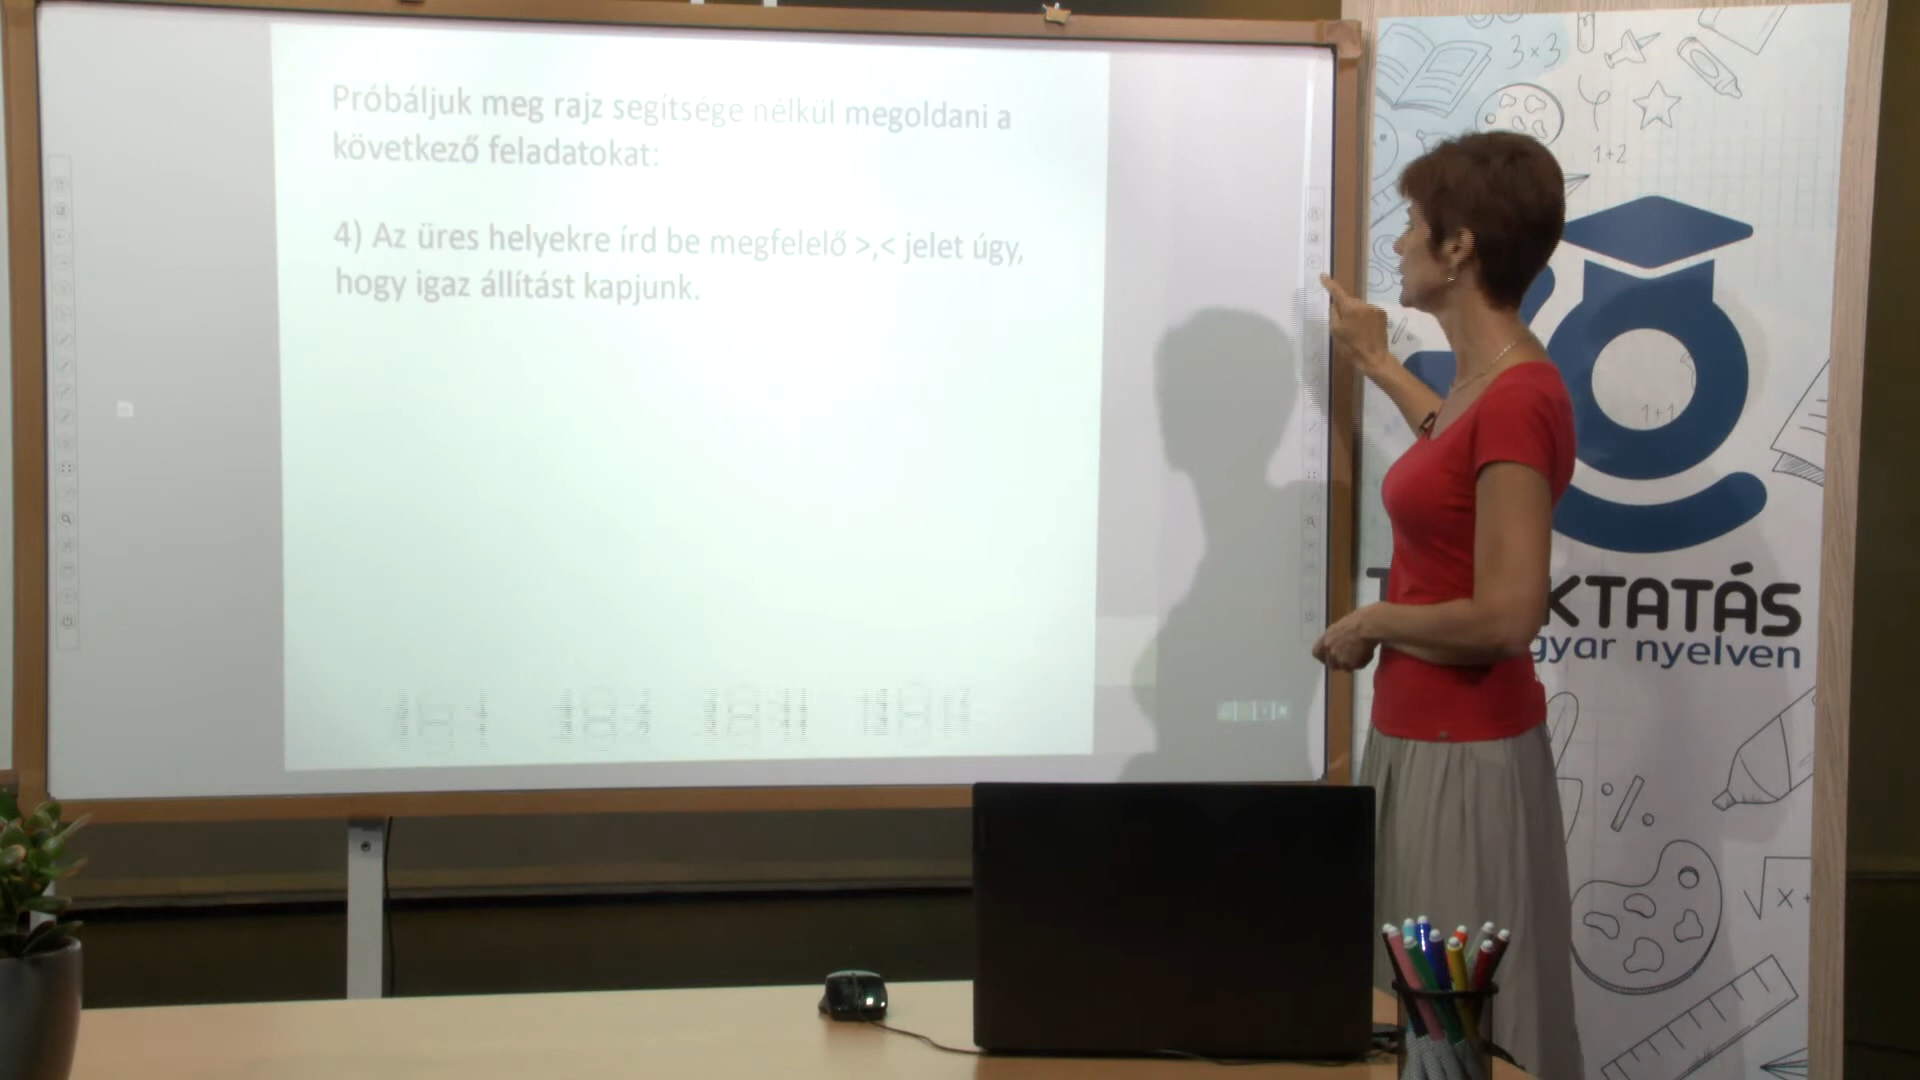 Próbáljuk meg rajz segítsége nélkül megoldani a
következő feladatokat:
4) Az üres helyekre írd be megfelelő >,< jelet úgy,
hogy igaz állítást kapjunk.
3×3
1+2
1+1
KTATÁS
gyar nyelven
%
√x+